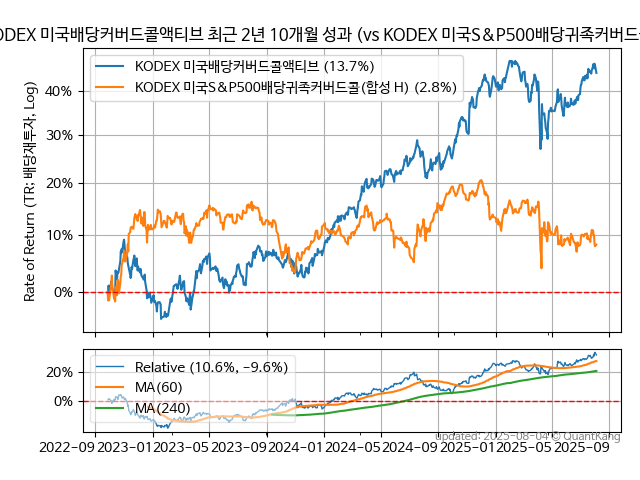 ODEX 미국배당커버드콜액티브 최근 2년 10개월 성과 (vs KODEX 미국S&P500배당귀족커버드
KODEX 미국배당커버드콜액티브 (13.7%)
KODEX 미국S&P500배당귀족커버드콜(합성 H) (2.8%)
Rate of Return (TR: 배당재투자, Log)
40%
30%
20%
10%
0%
Relative (10.6%, -9.6%)
MA(60)
MA(240)
20%
0%
Updated: 2025-08-04 © QuantKang
2022-09 2023-01 2023-05 2023-09 2024-01 2024-05 2024-09 2025-01 2025-05 2025-09